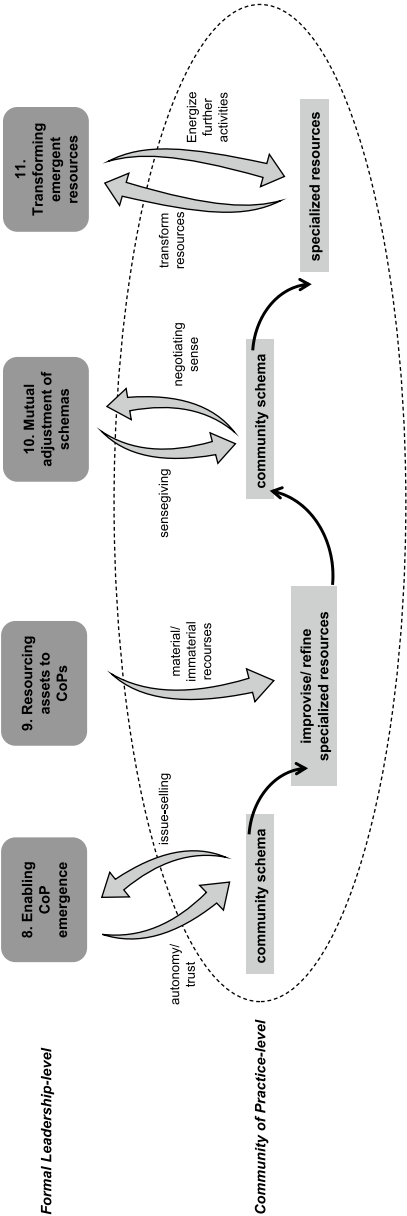 Formal Leadership-level
8. Enabling
CoP
emergence
9. Resourcing
assets to
CoPs
10. Mutual
adjustment of
schemas
11.
Transforming
emergent
resources
autonomy/
trust
issue-selling
material/
immaterial
recourses
sensegiving
negotiating
sense
transform
resources
Energize
further
activities
Community of Practice-level
community schema
improvise/ refine
specialized resources
community schema
specialized resources